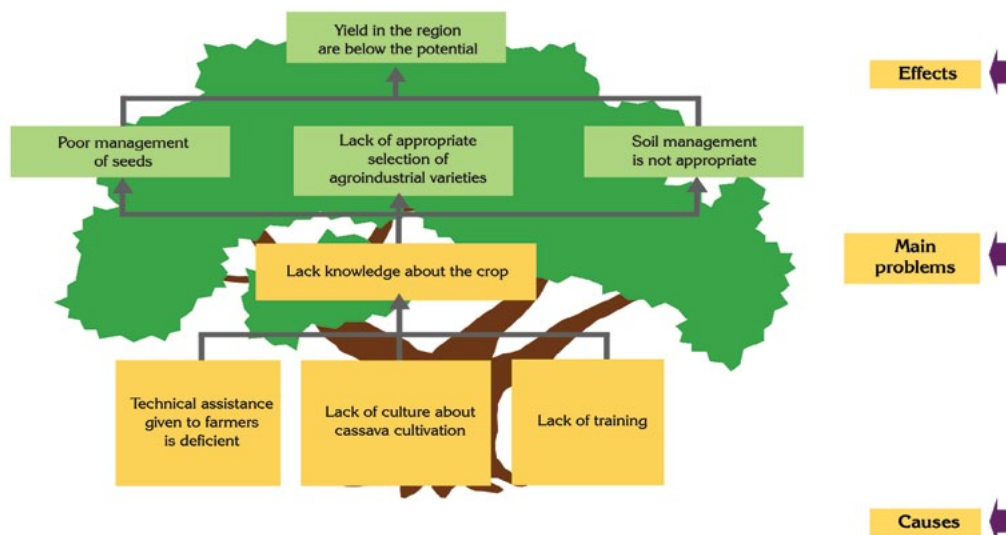 Yield in the region
are below the potential
Effects
Poor management
of seeds
Lack of appropriate
selection of
agroindustrial varieties
Soil management
is not appropriate
Main
problems
Lack knowledge about the crop
Technical assistance
given to farmers
is deficient
Lack of culture about
cassava cultivation
Lack of training
Causes